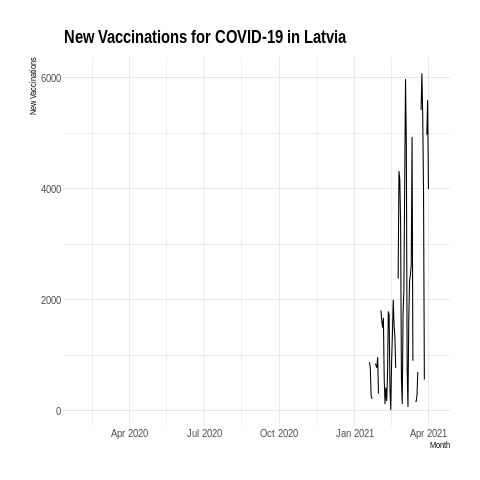 New Vaccinations for COVID-19 in Latvia
New Vaccinations
6000
4000
2000
0
Apr 2020 Jul 2020 Oct 2020 Jan 2021 Apr 2021
Month